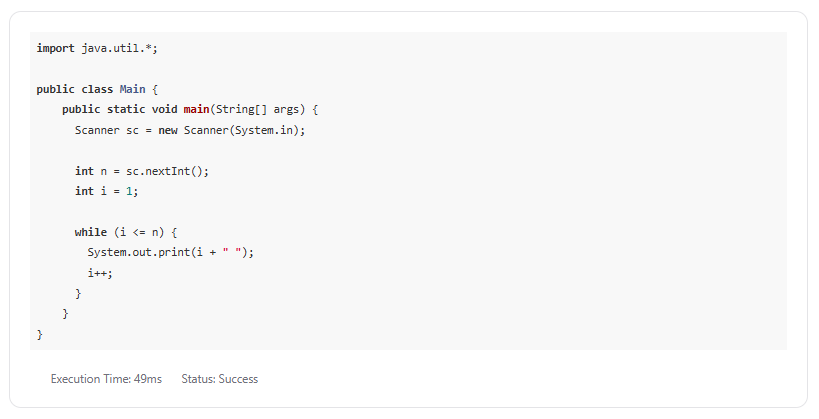 import java.util.*;

public class Main {
    public static void main(String[] args) {
      Scanner sc = new Scanner(System.in);

      int n = sc.nextInt();
      int i = 1;

      while (i <= n) {
        System.out.print(i + " ");
        i++;
      }
    }
}
Execution Time: 49ms Status: Success